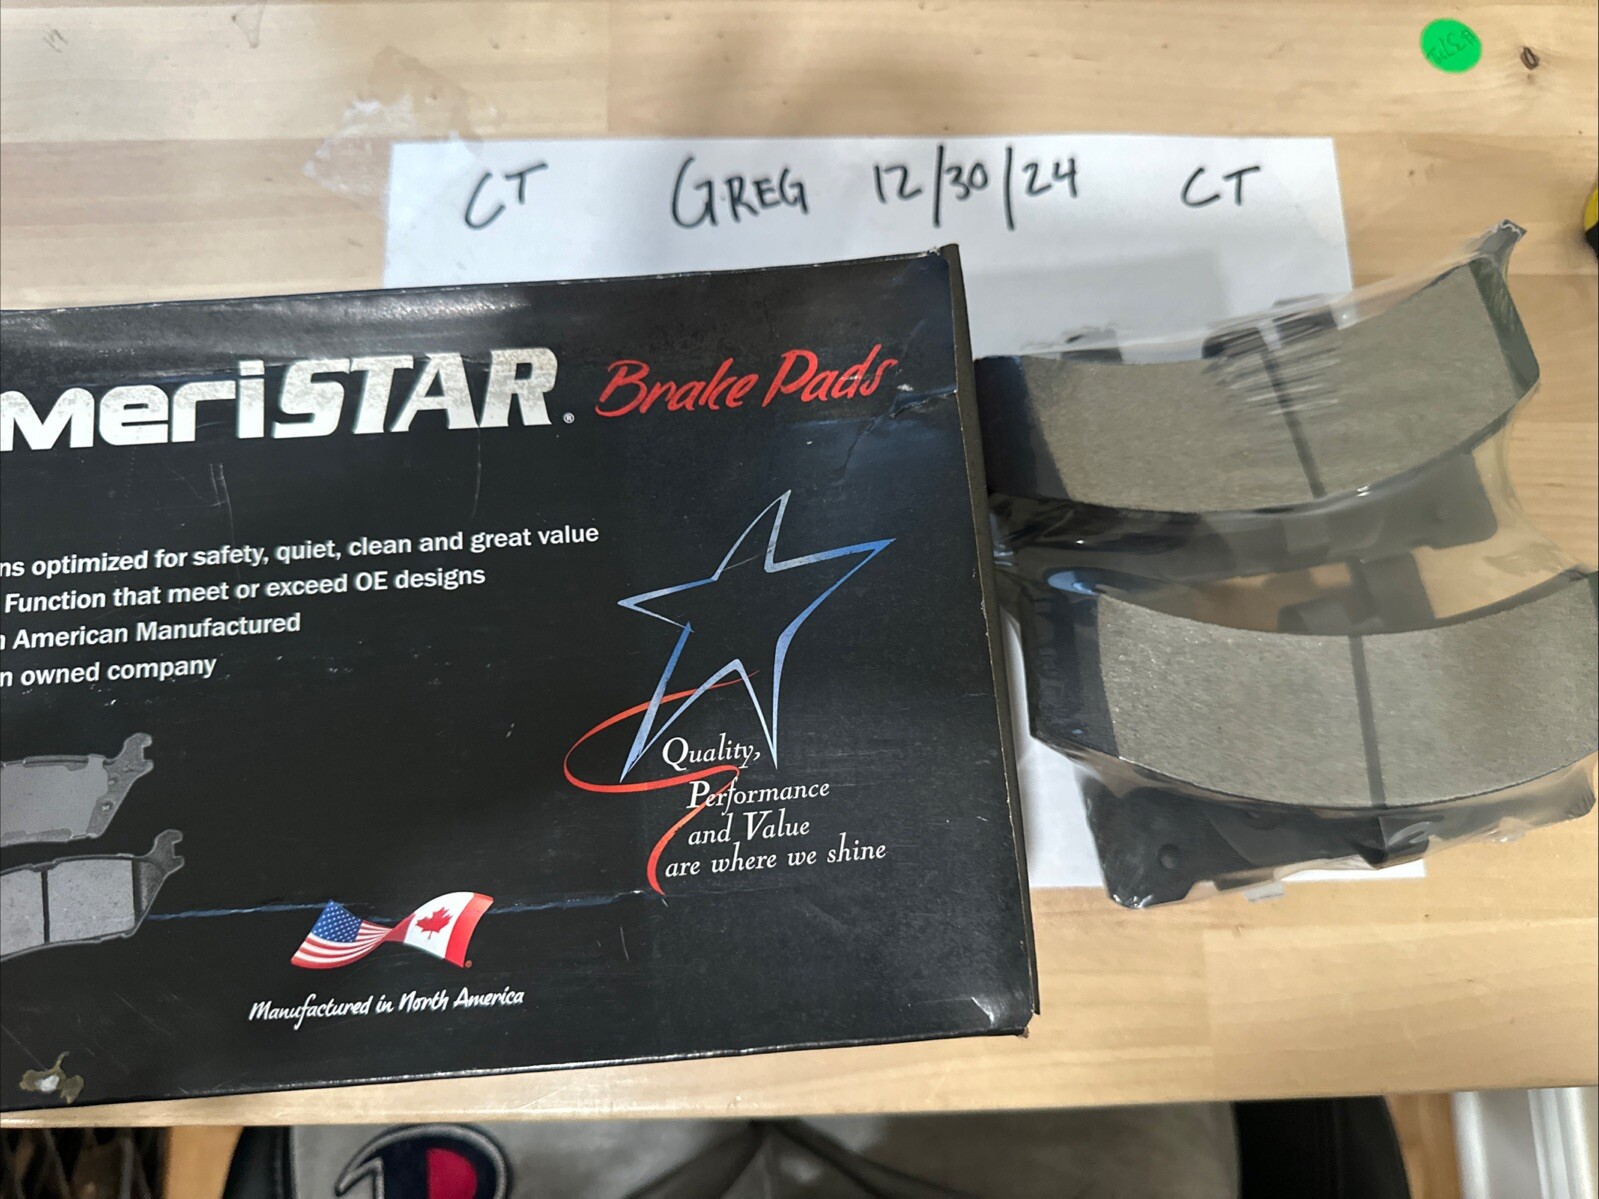 CT GREG 12/30/24 CT
meriSTAR® Brake Pads
ns optimized for safety, quiet, clean and great value
Function that meet or exceed OE designs
American Manufactured
n owned company
Quality,
Performance
and Value
are where we shine
Manufactured in North America